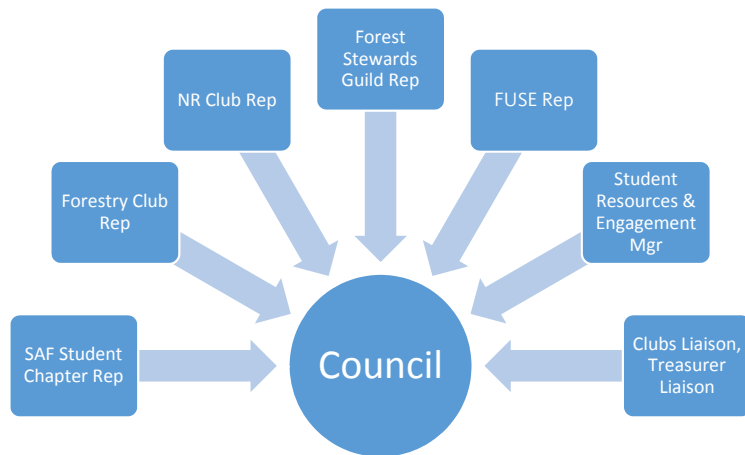 Forest
Stewards
Guild Rep
NR Club Rep
FUSE Rep
Forestry Club
Rep
Student
Resources &
Engagement
Mgr
SAF Student
Chapter Rep
Council
Clubs Liaison,
Treasurer
Liaison